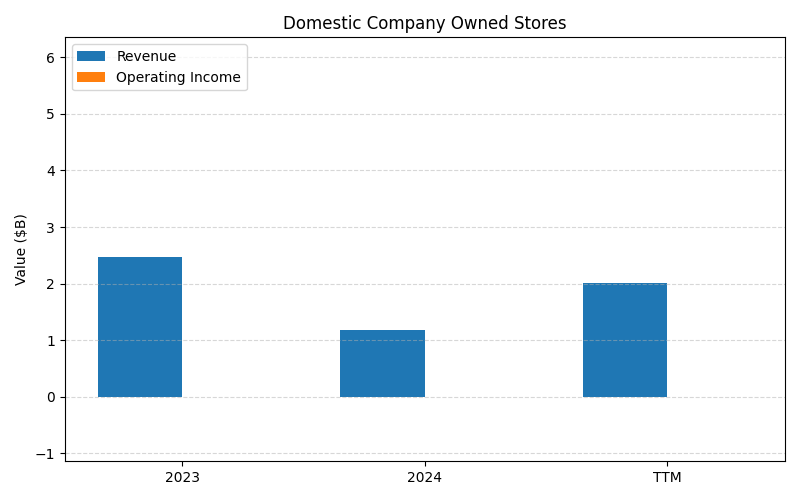 Domestic Company Owned Stores
Revenue
Operating Income
Value ($B)
6
5
4
3
2
1
0
−1
2023
2024
TTM